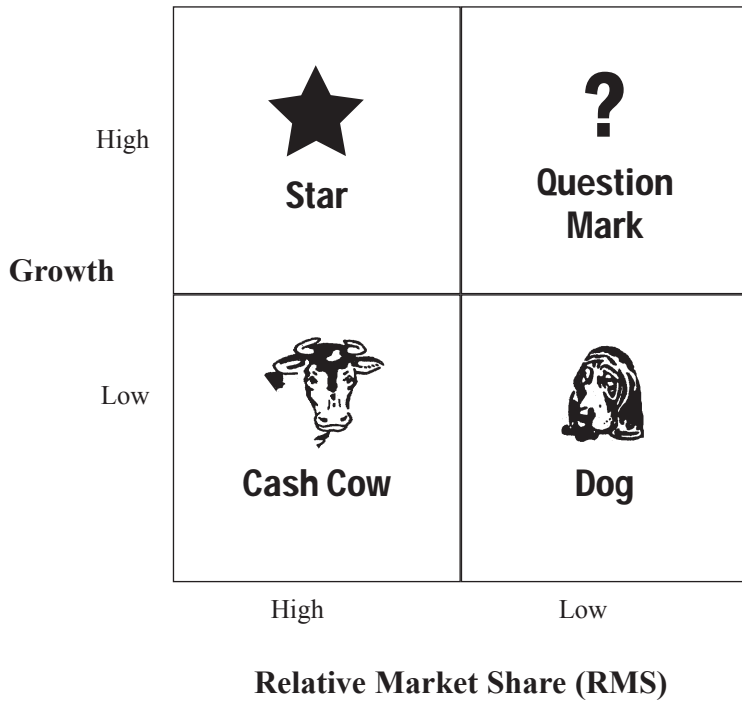 High
?
Star
Question
Mark
Growth
Low
Cash Cow
Dog
High
Low
Relative Market Share (RMS)